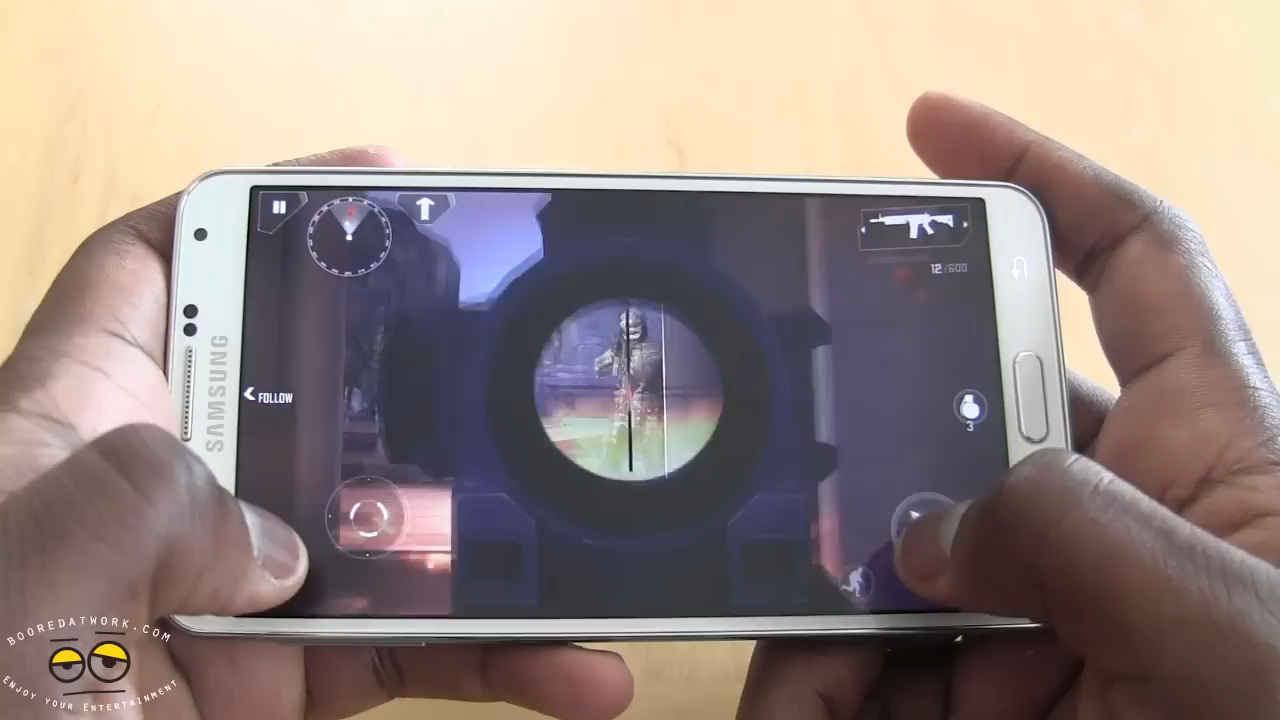 12/600
SAMSUNG
FOLLOW
3
BOOREDATWORK.COM
ENJOY YOUR ENTERTAINMENT